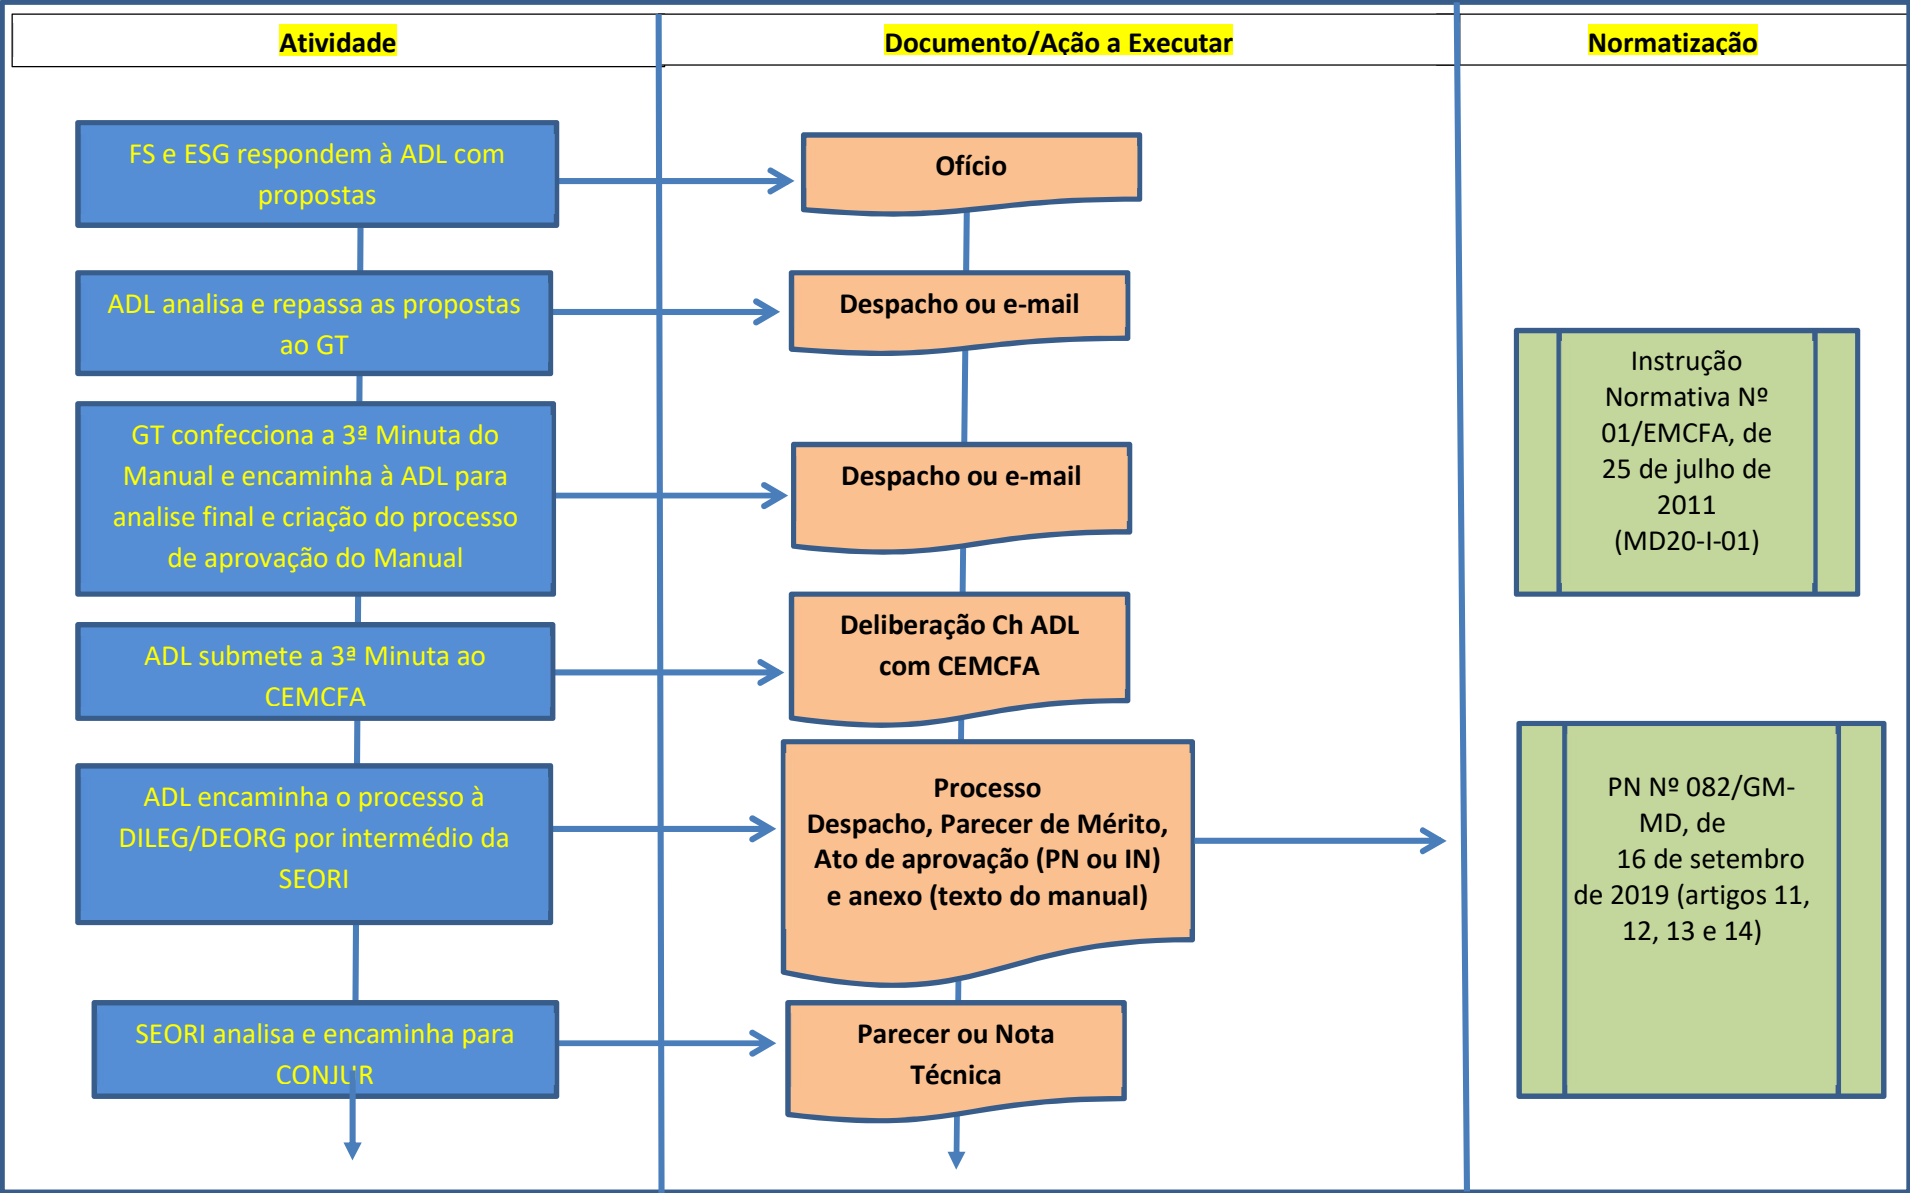 Atividade
Documento/Ação a Executar
Normatização
FS e ESG respondem à ADL com
propostas
Ofício
ADL analisa e repassa as propostas
ao GT
Despacho ou e-mail
GT confecciona a 3ª Minuta do
Manual e encaminha à ADL para
analise final e criação do processo
de aprovação do Manual
Despacho ou e-mail
Instrução
Normativa Nº
01/EMCFA, de
25 de julho de
2011
(MD20-I-01)
ADL submete a 3ª Minuta ao
CEMCFA
Deliberação Ch ADL
com CEMCFA
ADL encaminha o processo à
DILEG/DEORG por intermédio da
SEORI
Processo
Despacho, Parecer de Mérito,
Ato de aprovação (PN ou IN)
e anexo (texto do manual)
PN Nº 082/GM-
MD, de
16 de setembro
de 2019 (artigos 11,
12, 13 e 14)
SEORI analisa e encaminha para
CONJUR
Parecer ou Nota
Técnica